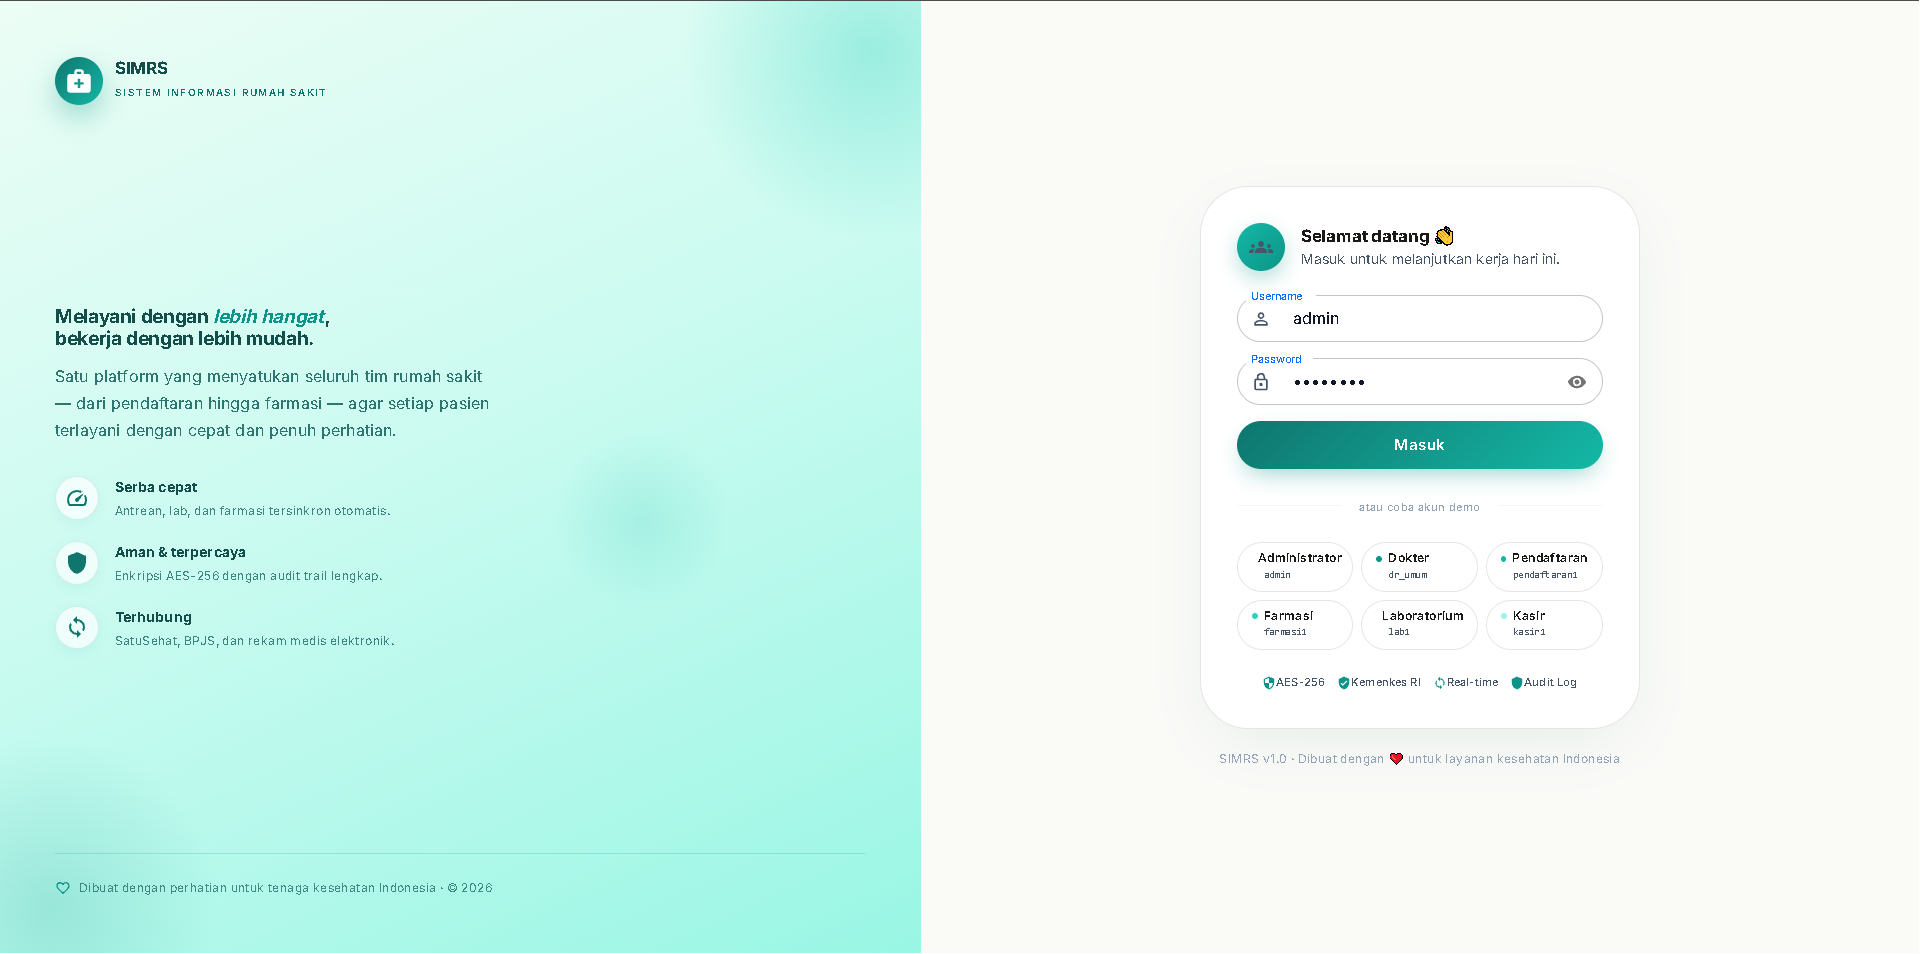 SIMRS
SISTEM INFORMASI RUMAH SAKIT
Melayani dengan lebih hangat,
bekerja dengan lebih mudah.
Satu platform yang menyatukan seluruh tim rumah sakit
— dari pendaftaran hingga farmasi — agar setiap pasien
terlayani dengan cepat dan penuh perhatian.
Serba cepat
Antrean, lab, dan farmasi tersinkron otomatis.
Aman & terpercaya
Enkripsi AES-256 dengan audit trail lengkap.
Terhubung
SatuSehat, BPJS, dan rekam medis elektronik.
Dibuat dengan perhatian untuk tenaga kesehatan Indonesia · © 2026
Selamat datang 👋
Masuk untuk melanjutkan kerja hari ini.
Username
admin
Password
••••••••
Masuk
atau coba akun demo
Administrator
admin
Dokter
dr_umum
Pendaftaran
pendaftaran1
Farmasi
farmasi1
Laboratorium
lab1
Kasir
kasir1
AES-256 Kemenkes RI Real-time Audit Log
SIMRS v1.0 · Dibuat dengan ❤️ untuk layanan kesehatan Indonesia